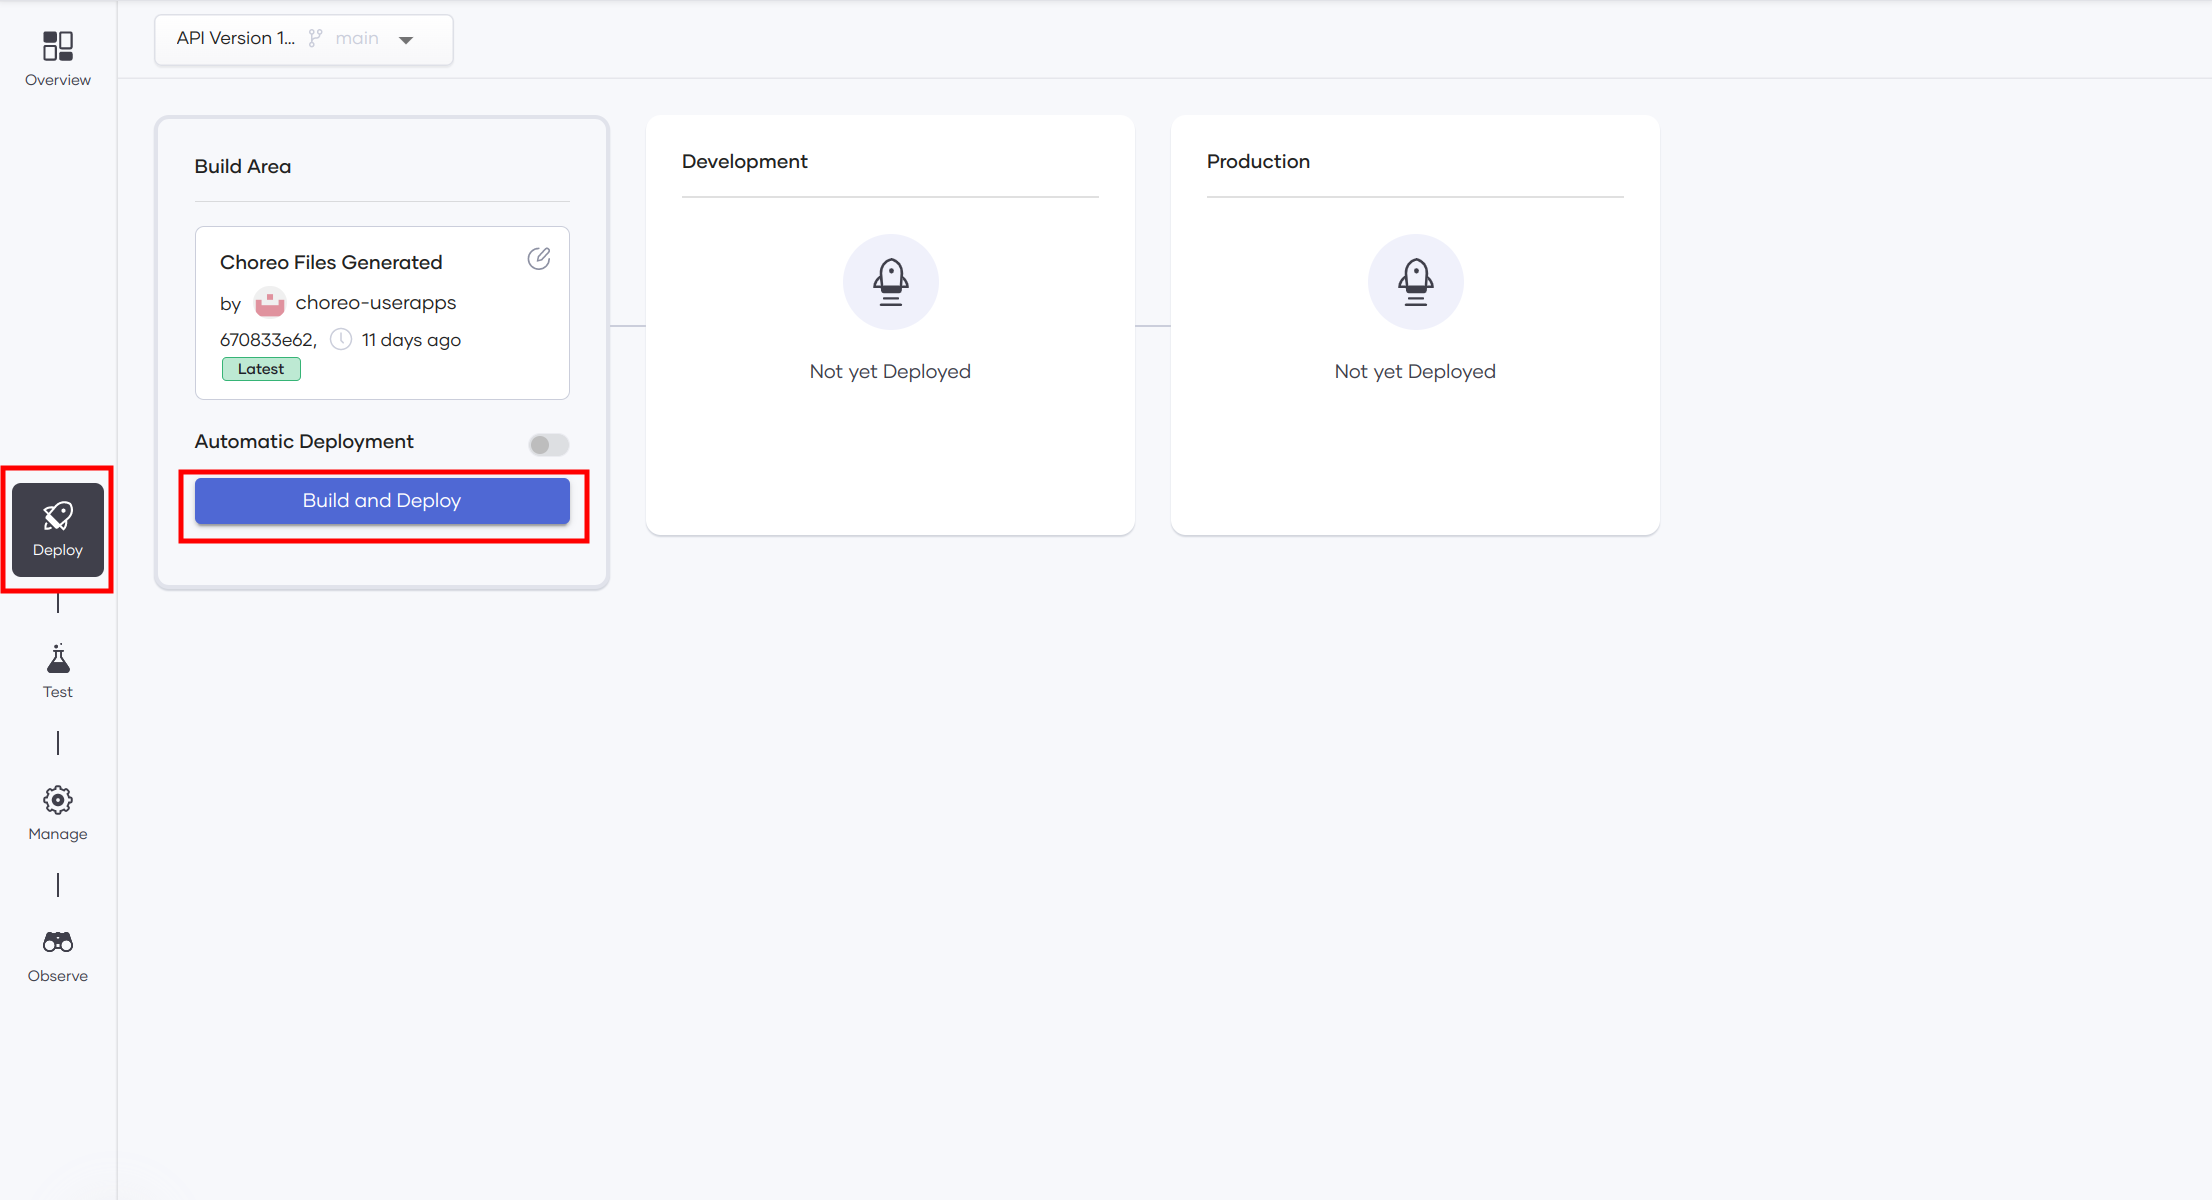 Overview
API Version 1... main
Build Area
Choreo Files Generated
by choreo-userapps
670833e62, 11 days ago
Latest
Automatic Deployment
Build and Deploy
Development
Not yet Deployed
Production
Not yet Deployed
Deploy
Test
Manage
Observe